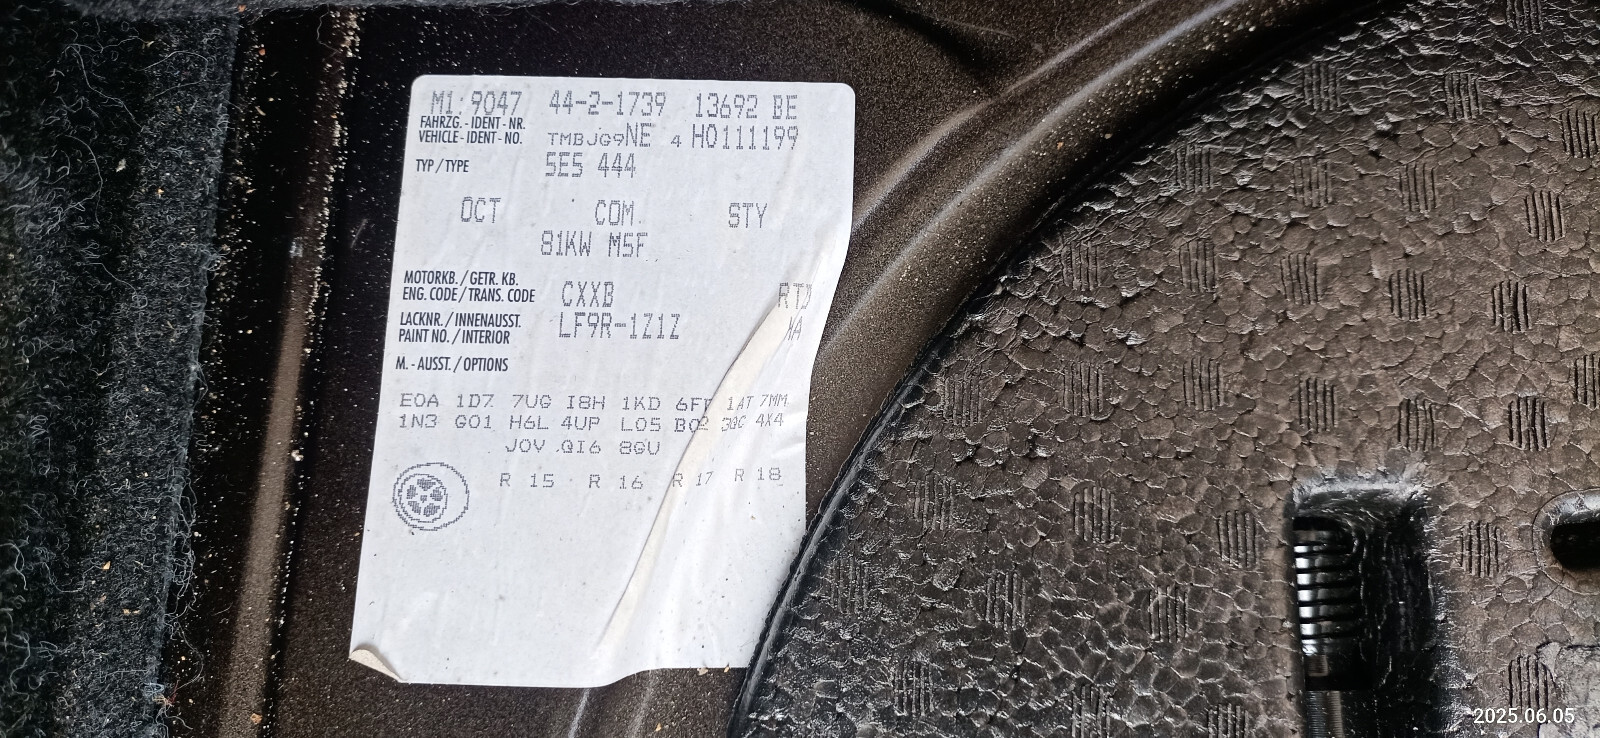 M1 9047 44-2-1739 13692 BE
FAHRZG. - IDENT - NR.
VEHICLE - IDENT - NO. TMBJG9NE 4 H0111199
TYP / TYPE 5E5 444
OCT COM. STY
81KW M5F
MOTORKB. / GETR. KB.
ENG. CODE / TRANS. CODE CXXB
LACKNR. / INNENAUSST.
PAINT NO. / INTERIOR LF9R-1Z1Z
M. - AUSST. / OPTIONS
E0A 1D7 7UG I8H 1KD 1AT 7MM
1N3 G01 H6L 4UP L05 4X4
J0V QI6 8GU
R 15 R 16 R 17 R 18
2025.06.05